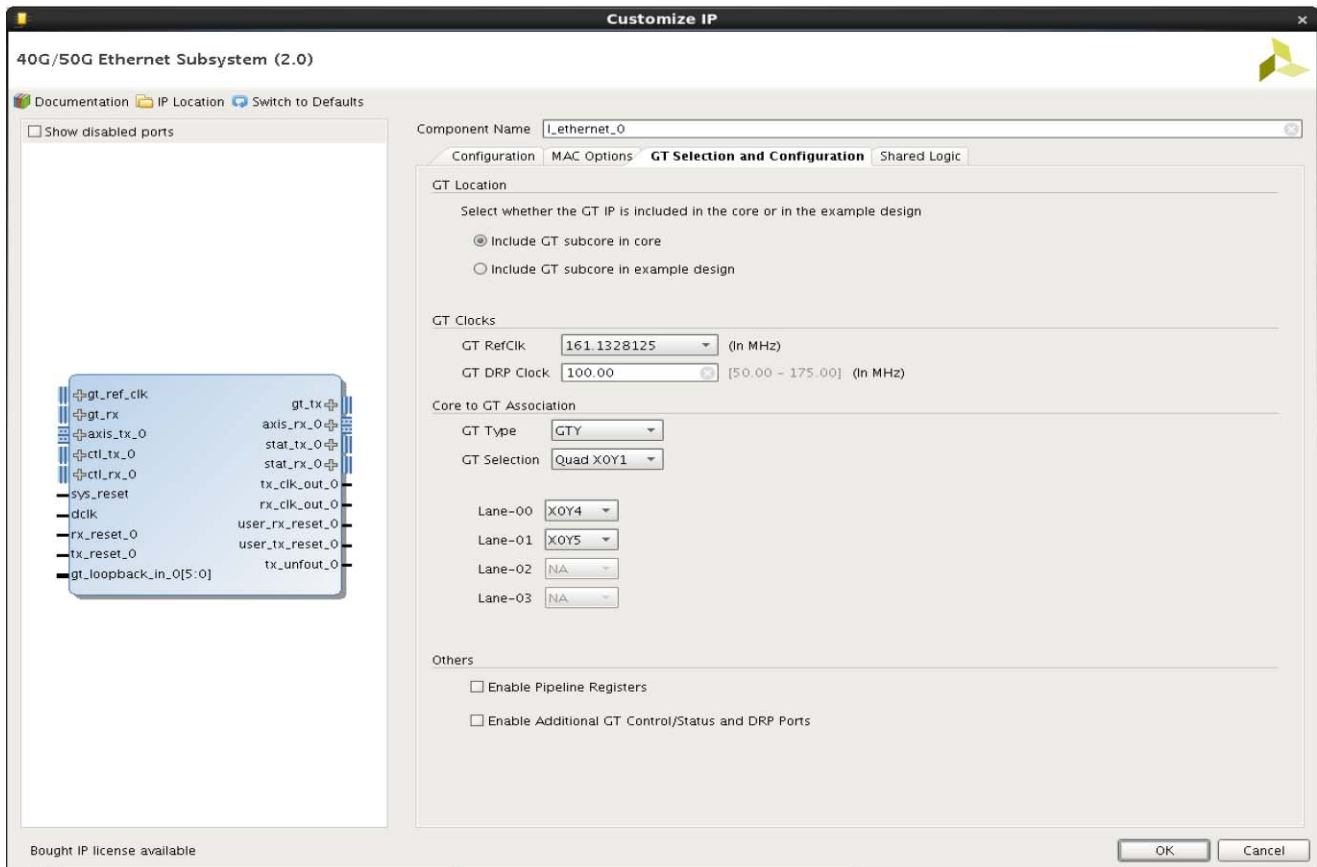 Customize IP
40G/50G Ethernet Subsystem (2.0)
Documentation IP Location Switch to Defaults
Show disabled ports
gt_ref_clk
gt_rx
axis_tx_0
ctl_tx_0
ctl_rx_0
sys_reset
dclk
rx_reset_0
tx_reset_0
gt_loopback_in_0[5:0]
gt_tx
axis_rx_0
stat_tx_0
stat_rx_0
tx_clk_out_0
rx_clk_out_0
user_rx_reset_0
user_tx_reset_0
tx_unfout_0
Component Name l_ethernet_0
Configuration MAC Options GT Selection and Configuration Shared Logic
GT Location
Select whether the GT IP is included in the core or in the example design
Include GT subcore in core
Include GT subcore in example design
GT Clocks
GT RefClk 161.1328125 (In MHz)
GT DRP Clock 100.00 [50.00 - 175.00] (In MHz)
Core to GT Association
GT Type GTY
GT Selection Quad X0Y1
Lane-00 X0Y4
Lane-01 X0Y5
Lane-02 NA
Lane-03 NA
Others
Enable Pipeline Registers
Enable Additional GT Control/Status and DRP Ports
Bought IP license available
OK Cancel